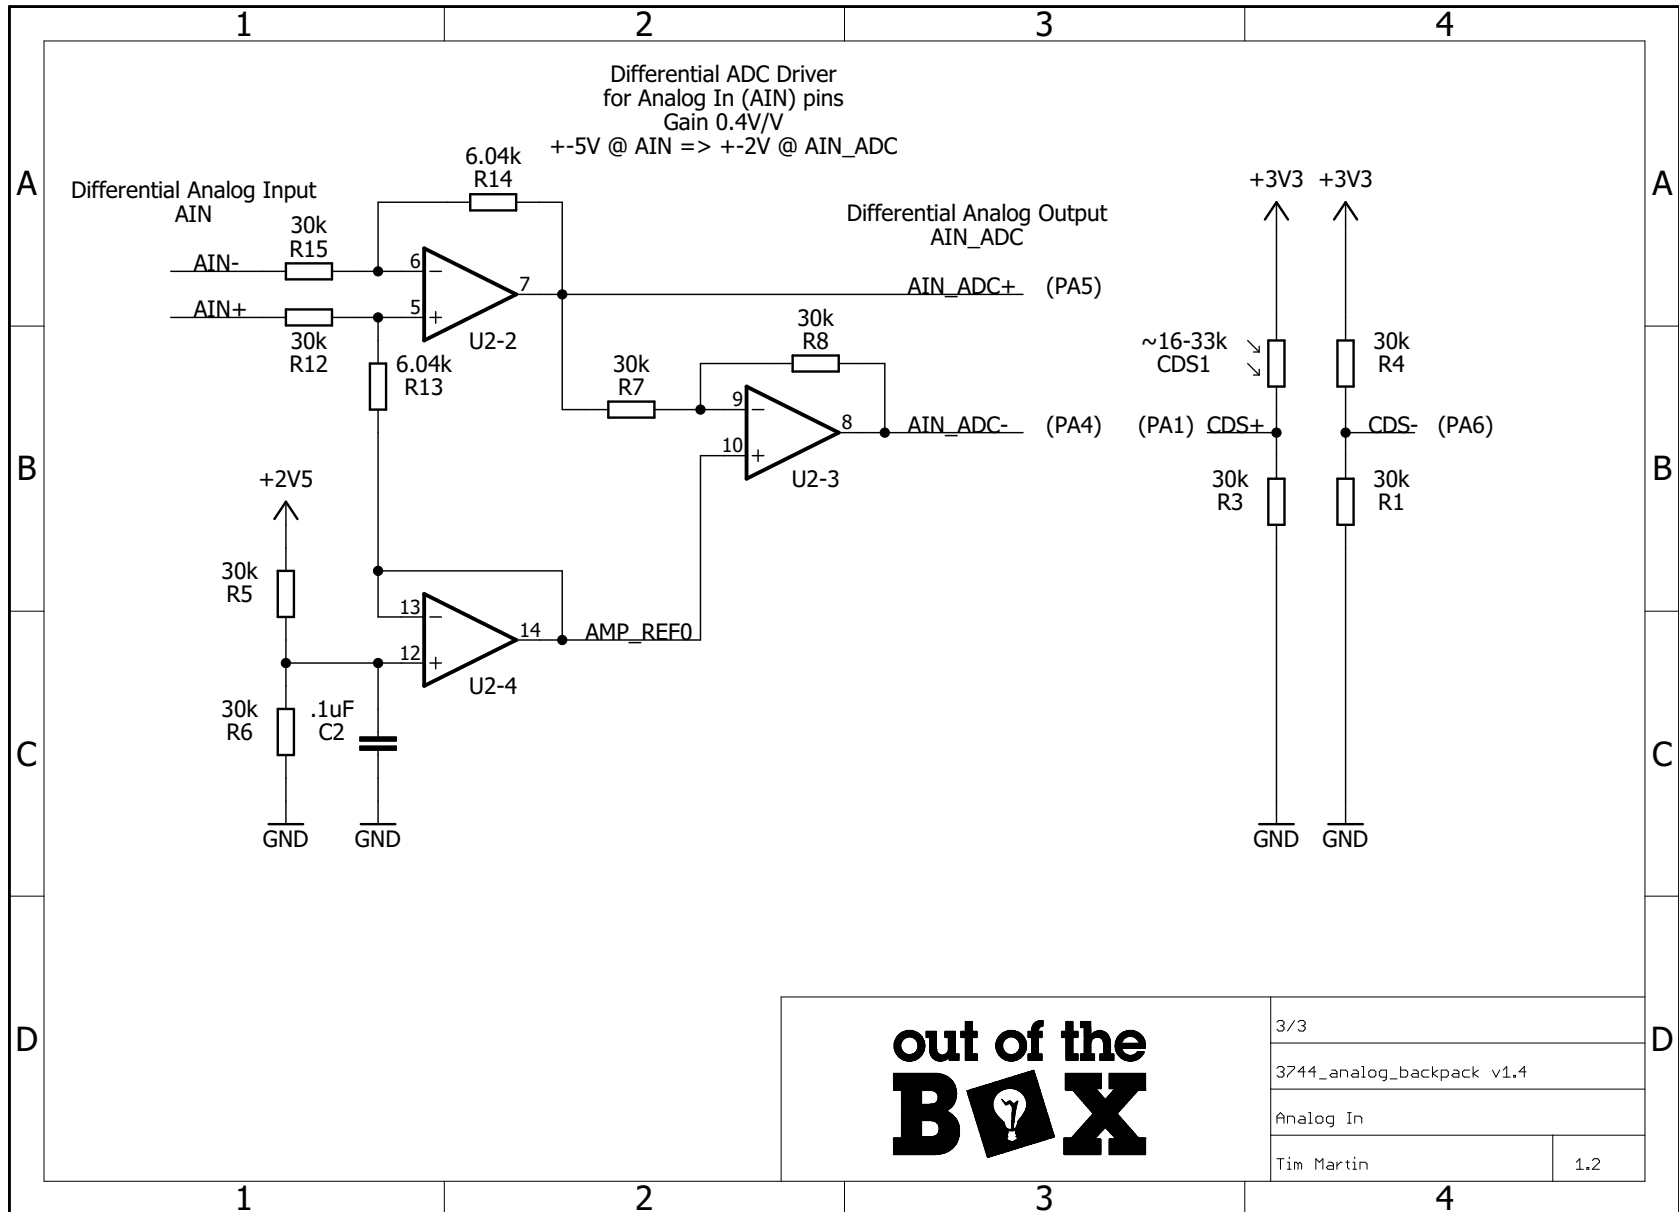 1 2 3 4
Differential ADC Driver
for Analog In (AIN) pins
Gain 0.4V/V
+-5V @ AIN => +-2V @ AIN_ADC
A
A
Differential Analog Input
AIN
6.04k
R14
30k
R15
AIN-
6
-
7
AIN+
5
+
U2-2
30k
R12
6.04k
R13
Differential Analog Output
AIN_ADC
AIN_ADC+ (PA5)
30k
R8
30k
R7
9
-
8
AIN_ADC- (PA4)
10
+
U2-3
+3V3 +3V3
~16-33k
CDS1
30k
R4
(PA1) CDS+
CDS- (PA6)
30k
R3
30k
R1
GND GND
B
B
+2V5
30k
R5
13
-
14
AMP_REF0
12
+
U2-4
30k
R6
.1uF
C2
GND GND
C
C
D
D
out of the
BOX
3/3
3744_analog_backpack v1.4
Analog In
Tim Martin 1.2
1 2 3 4